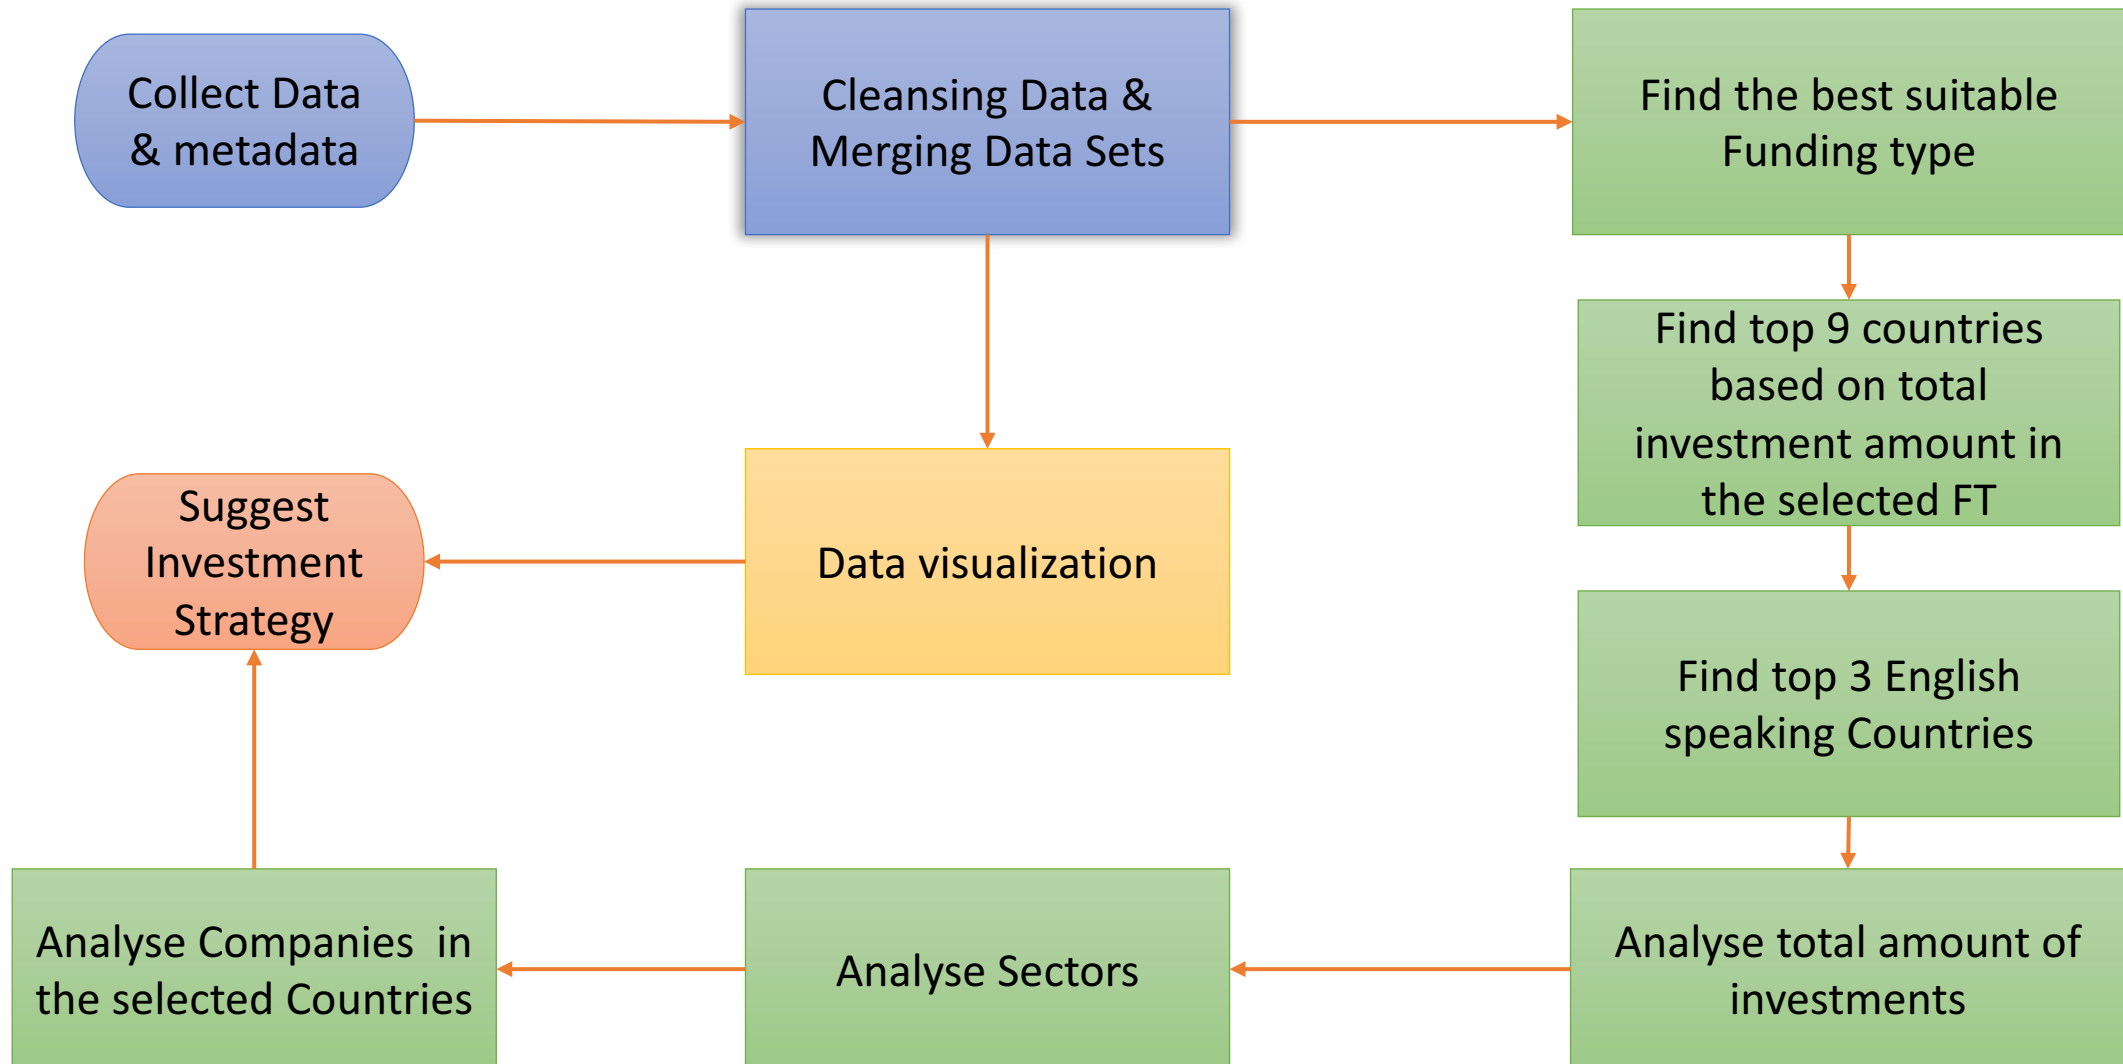 Collect Data
& metadata
Cleansing Data &
Merging Data Sets
Find the best suitable
Funding type
Find top 9 countries
based on total
investment amount in
the selected FT
Suggest
Investment
Strategy
Data visualization
Find top 3 English
speaking Countries
Analyse Companies  in
the selected Countries
Analyse Sectors
Analyse total amount of
investments